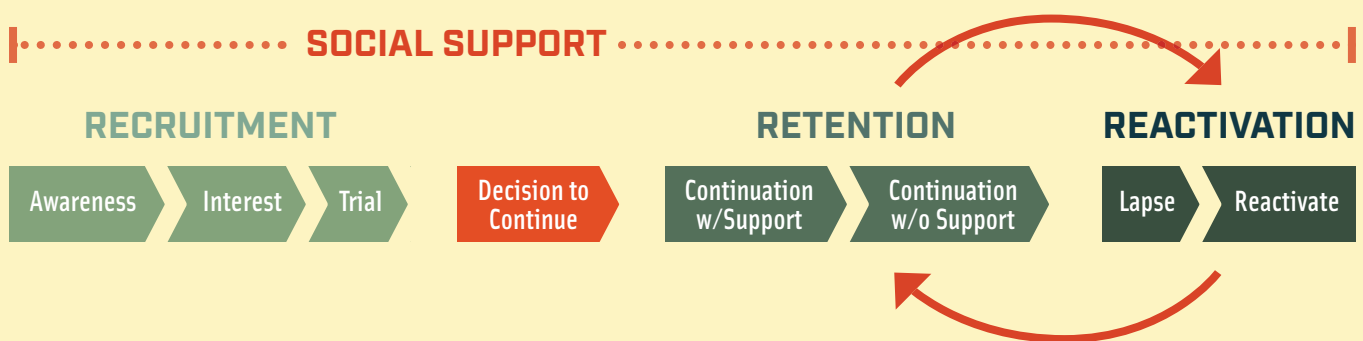 SOCIAL SUPPORT
RECRUITMENT
RETENTION
REACTIVATION
Awareness
Interest
Trial
Decision to
Continue
Continuation
w/Support
Continuation
w/o Support
Lapse
Reactivate